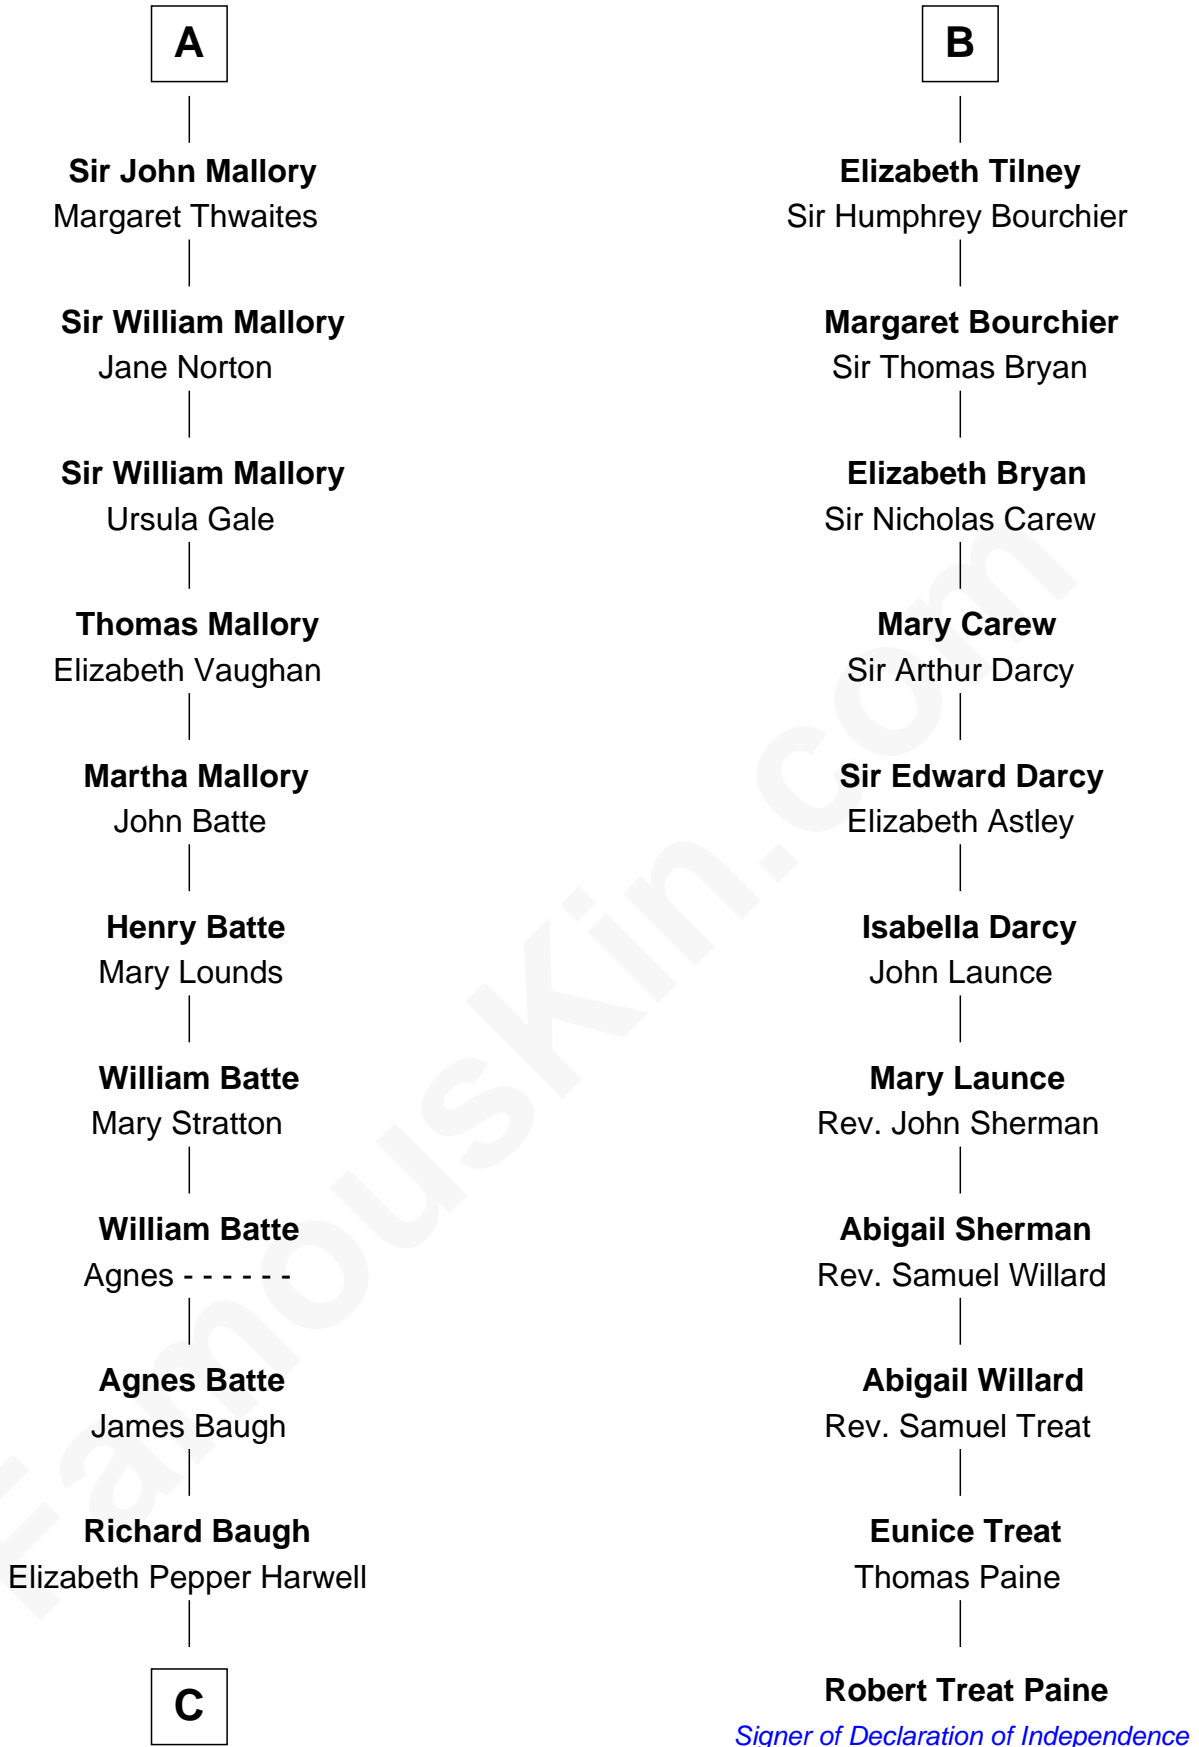 A
Sir John Mallory
Margaret Thwaites
Sir William Mallory
Jane Norton
Sir William Mallory
Ursula Gale
Thomas Mallory
Elizabeth Vaughan
Martha Mallory
John Batte
Henry Batte
Mary Lounds
William Batte
Mary Stratton
William Batte
Agnes - - - - - -
Agnes Batte
James Baugh
Richard Baugh
Elizabeth Pepper Harwell
C
B
Elizabeth Tilney
Sir Humphrey Bourchier
Margaret Bourchier
Sir Thomas Bryan
Elizabeth Bryan
Sir Nicholas Carew
Mary Carew
Sir Arthur Darcy
Sir Edward Darcy
Elizabeth Astley
Isabella Darcy
John Launce
Mary Launce
Rev. John Sherman
Abigail Sherman
Rev. Samuel Willard
Abigail Willard
Rev. Samuel Treat
Eunice Treat
Thomas Paine
Robert Treat Paine
Signer of Declaration of Independence
FamousKin.com